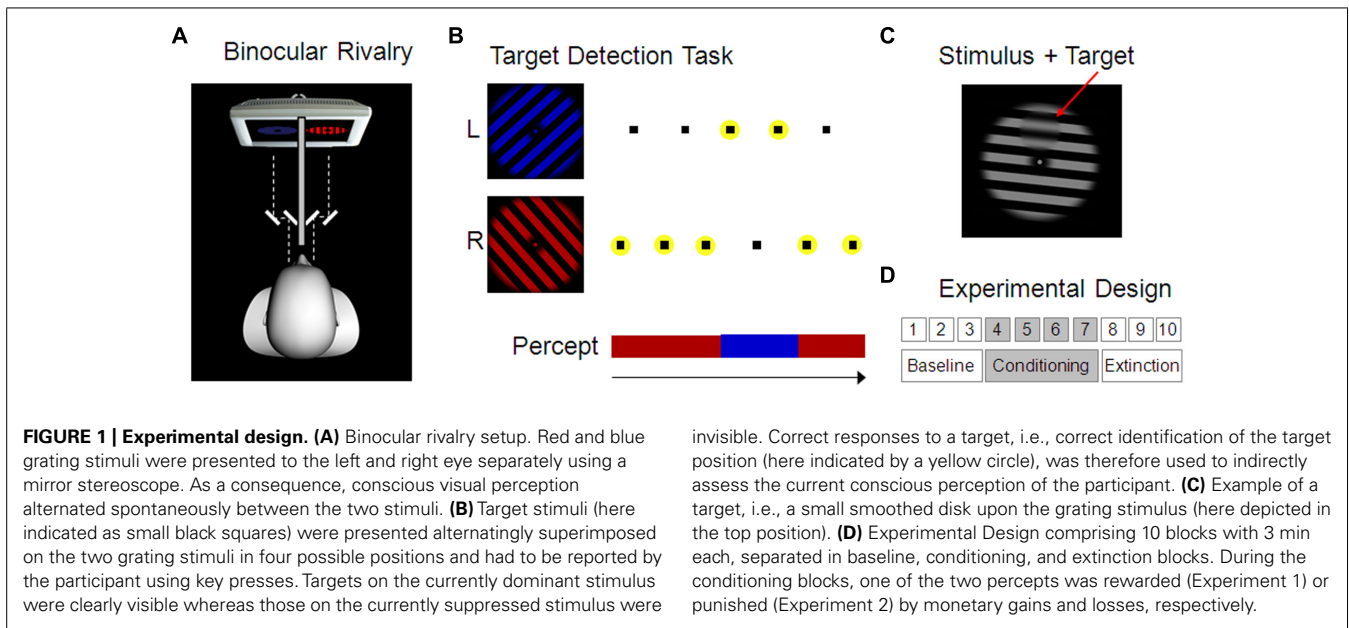 A
Binocular Rivalry
B
Target Detection Task
L
R
Percept
C
Stimulus + Target
D
Experimental Design
1 2 3 4 5 6 7 8 9 10
Baseline Conditioning Extinction
FIGURE 1 | Experimental design. (A) Binocular rivalry setup. Red and blue
grating stimuli were presented to the left and right eye separately using a
mirror stereoscope. As a consequence, conscious visual perception
alternated spontaneously between the two stimuli. (B) Target stimuli (here
indicated as small black squares) were presented alternatingly superimposed
on the two grating stimuli in four possible positions and had to be reported by
the participant using key presses. Targets on the currently dominant stimulus
were clearly visible whereas those on the currently suppressed stimulus were
invisible. Correct responses to a target, i.e., correct identification of the target
position (here indicated by a yellow circle), was therefore used to indirectly
assess the current conscious perception of the participant. (C) Example of a
target, i.e., a small smoothed disk upon the grating stimulus (here depicted in
the top position). (D) Experimental Design comprising 10 blocks with 3 min
each, separated in baseline, conditioning, and extinction blocks. During the
conditioning blocks, one of the two percepts was rewarded (Experiment 1) or
punished (Experiment 2) by monetary gains and losses, respectively.